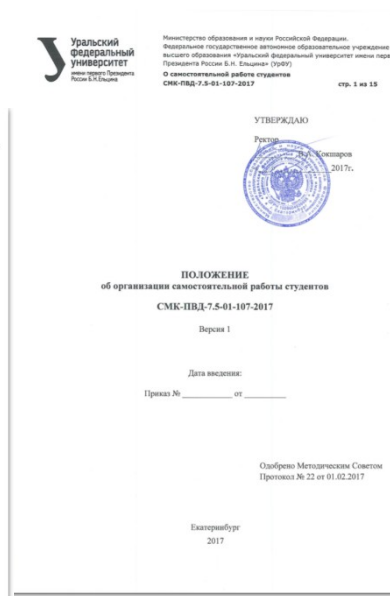 Уральский
федеральный
университет
имени первого Президента
России Б.Н.Ельцина
Министерство образования и науки Российской Федерации.
Федеральное государственное автономное образовательное учреждение
высшего образования «Уральский федеральный университет имени перв
Президента России Б.Н. Ельцина» (УрФУ)
О самостоятельной работе студентов
СМК-ПВД-7.5-01-107-2017 стр. 1 из 15
УТВЕРЖДАЮ
Ректор
В.А. Кокшаров
2017г.
ПОЛОЖЕНИЕ
об организации самостоятельной работы студентов
СМК-ПВД-7.5-01-107-2017
Версия 1
Дата введения:
Приказ № ____________ от __________
Одобрено Методическим Советом
Протокол № 22 от 01.02.2017
Екатеринбург
2017